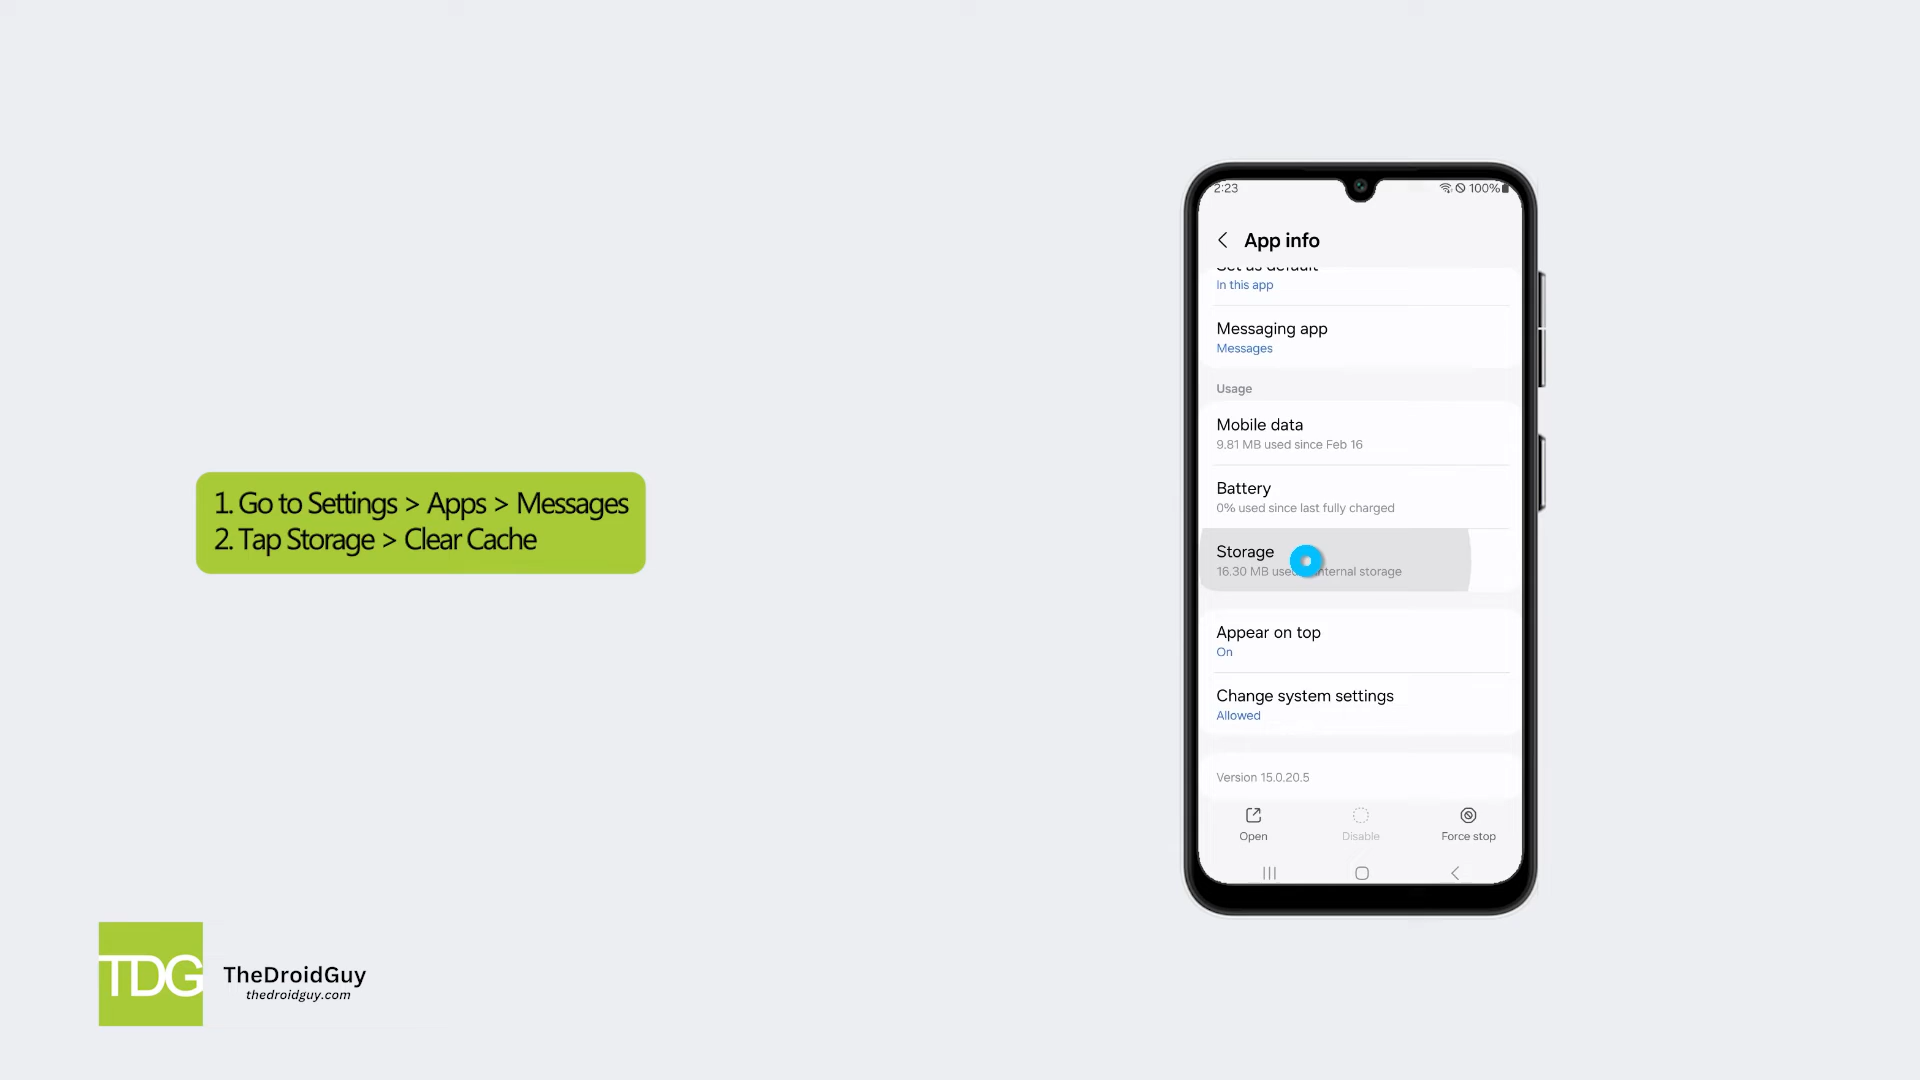 1. Go to Settings > Apps > Messages
2. Tap Storage > Clear Cache
TDG
TheDroidGuy
thedroidguy.com
2:23
100%
App info
Set as default
In this app
Messaging app
Messages
Usage
Mobile data
9.81 MB used since Feb 16
Battery
0% used since last fully charged
Storage
16.30 MB used internal storage
Appear on top
On
Change system settings
Allowed
Version 15.0.20.5
Open
Disable
Force stop